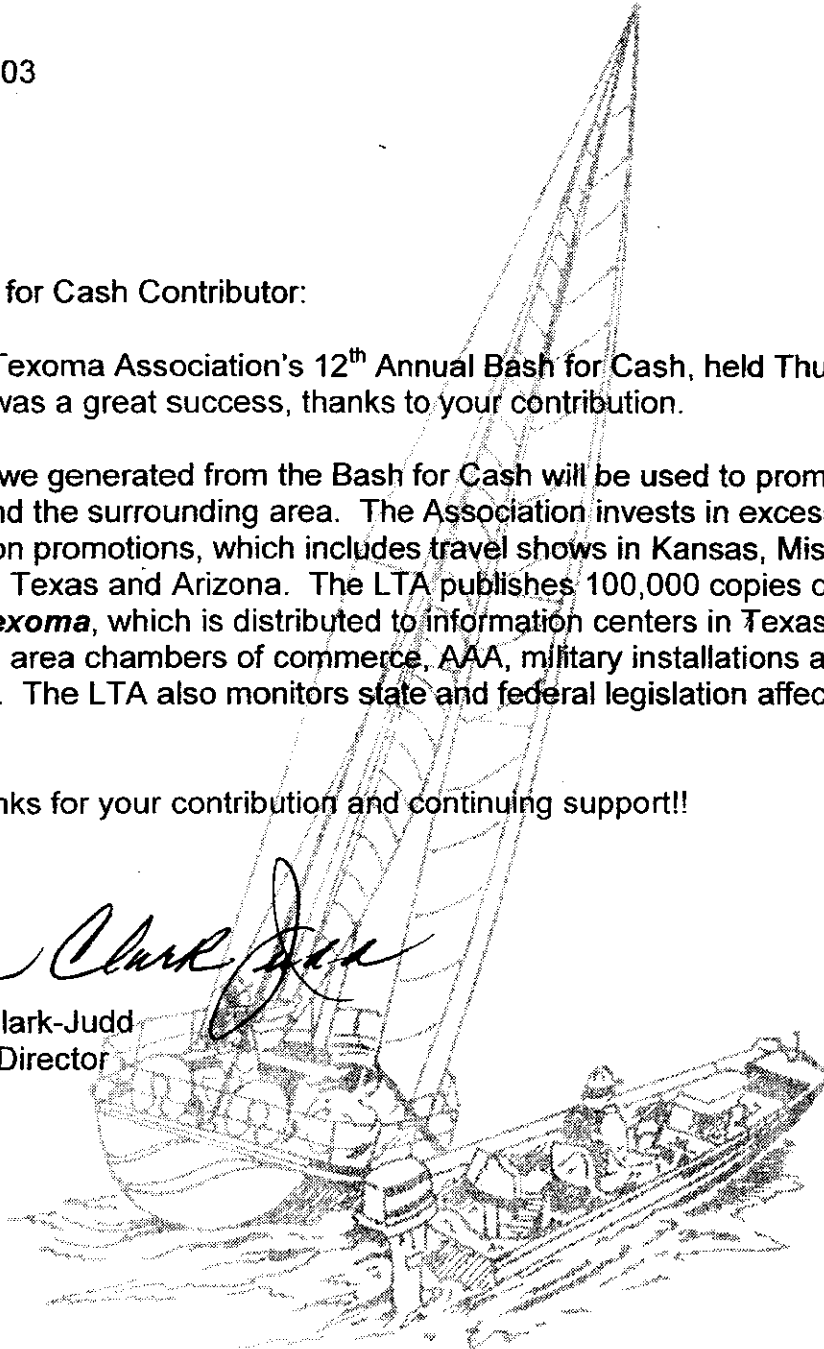 03
for Cash Contributor:
Texoma Association's 12th Annual Bash for Cash, held Thu
was a great success, thanks to your contribution.
we generated from the Bash for Cash will be used to prom
nd the surrounding area. The Association invests in exces
on promotions, which includes travel shows in Kansas, Mis
Texas and Arizona. The LTA publishes 100,000 copies o
exoma, which is distributed to information centers in Texas
area chambers of commerce, AAA, military installations a
. The LTA also monitors state and federal legislation affec
nks for your contribution and continuing support!!
Clark Judd
lark-Judd
Director